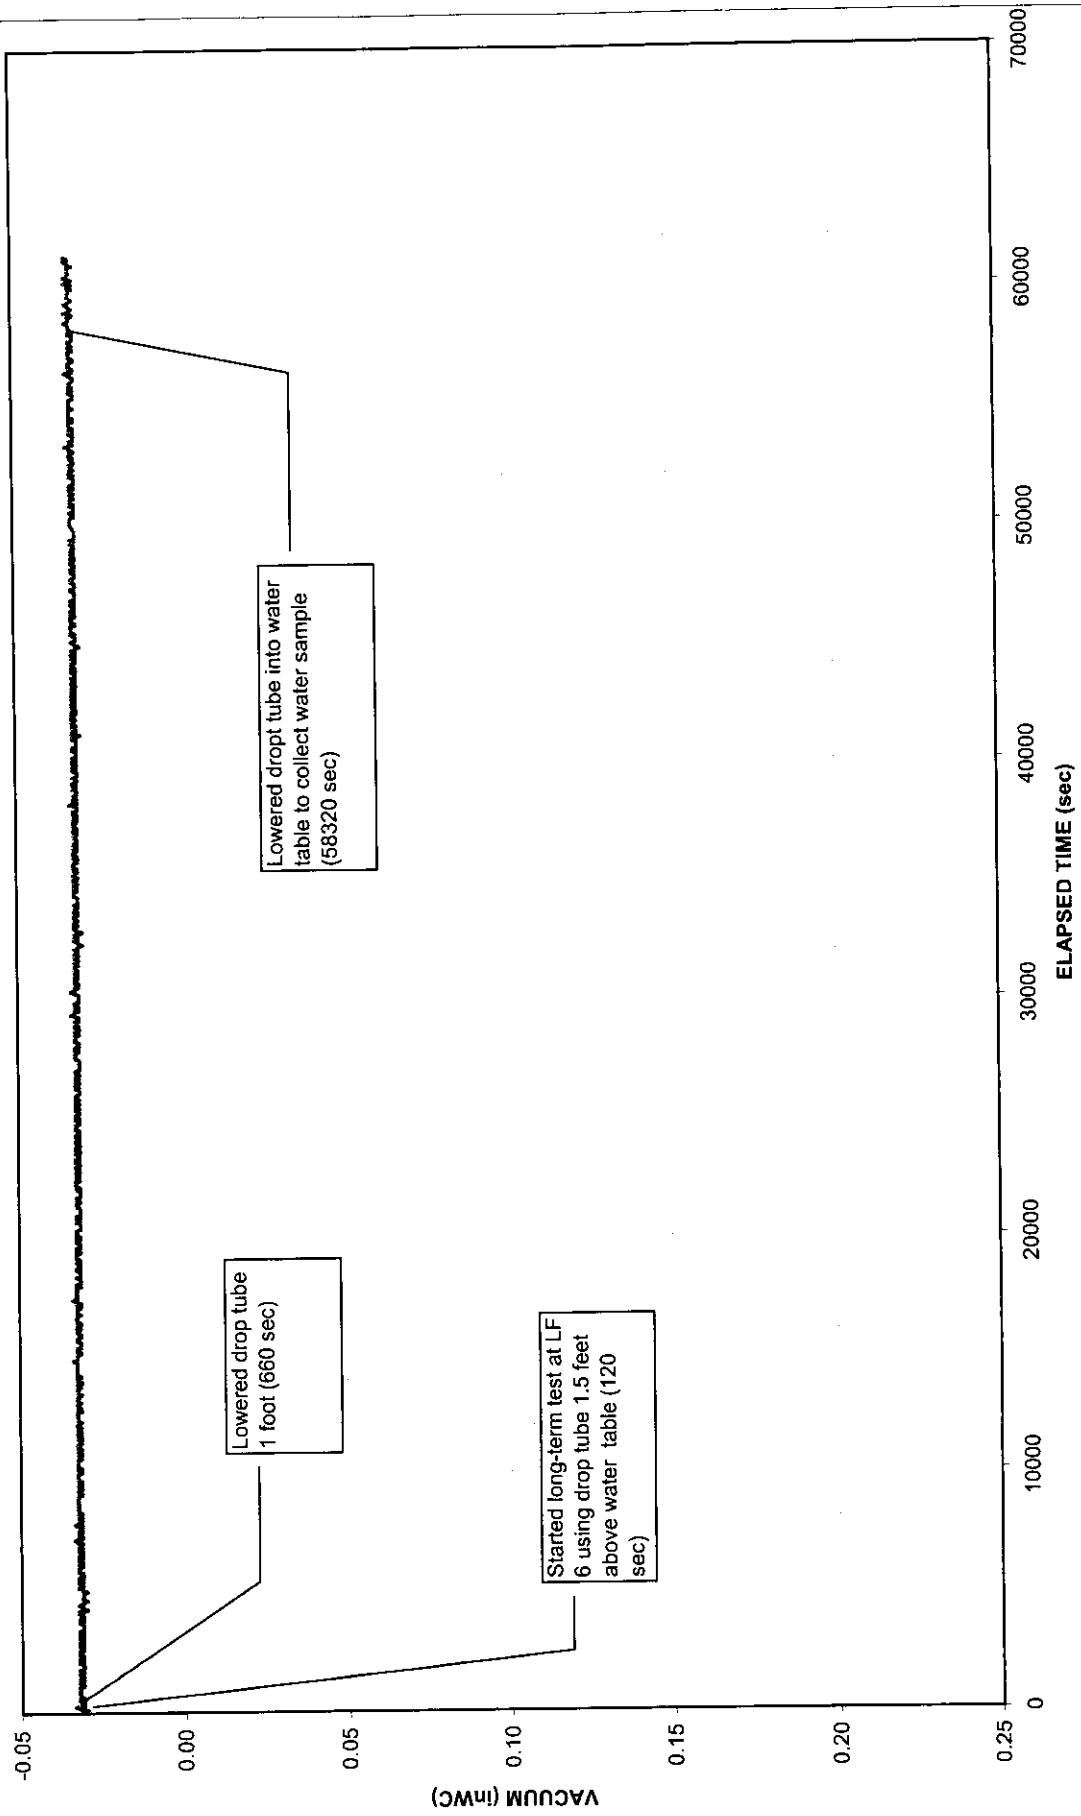 VACUUM (inWC)
-0.05
0.00
0.05
0.10
0.15
0.20
0.25
Lowered drop tube
1 foot (660 sec)
Started long-term test at LF
6 using drop tube 1.5 feet
above water table (120
sec)
Lowered dropt tube into water
table to collect water sample
(58320 sec)
0
10000
20000
30000
40000
50000
60000
70000
ELAPSED TIME (sec)